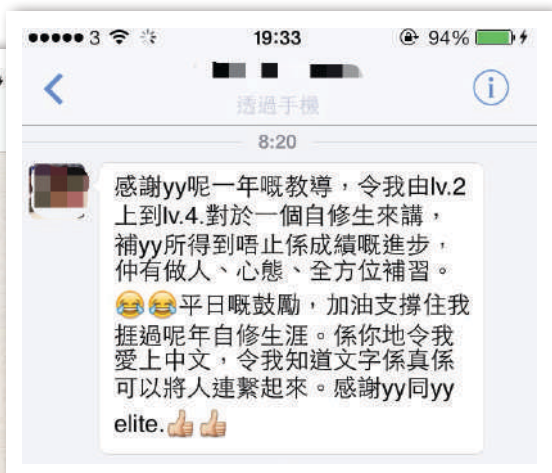 3 19:33 94%
透過手機
8:20
感謝yy呢一年嘅教導，令我由lv.2
上到lv.4.對於一個自修生來講，
補yy所得到唔止係成績嘅進步，
仲有做人、心態、全方位補習。
😂😂平日嘅鼓勵，加油支撐住我
捱過呢年自修生涯。係你地令我
愛上中文，令我知道文字係真係
可以將人連繫起來。感謝yy同yy
elite.👍👍